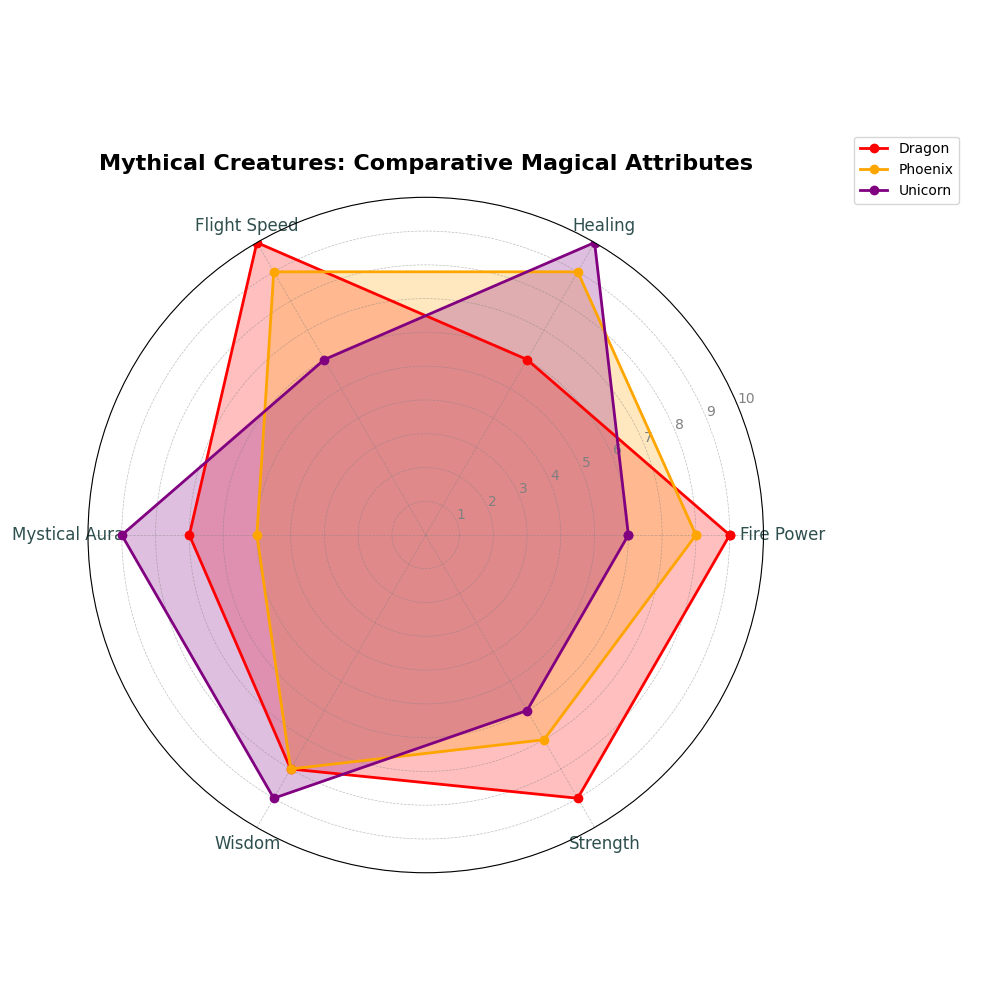 Mythical Creatures: Comparative Magical Attributes
Dragon
Phoenix
Unicorn
Flight Speed
Healing
10
9
8
7
6
5
4
3
2
1
Mystical Aura
Fire Power
Wisdom
Strength